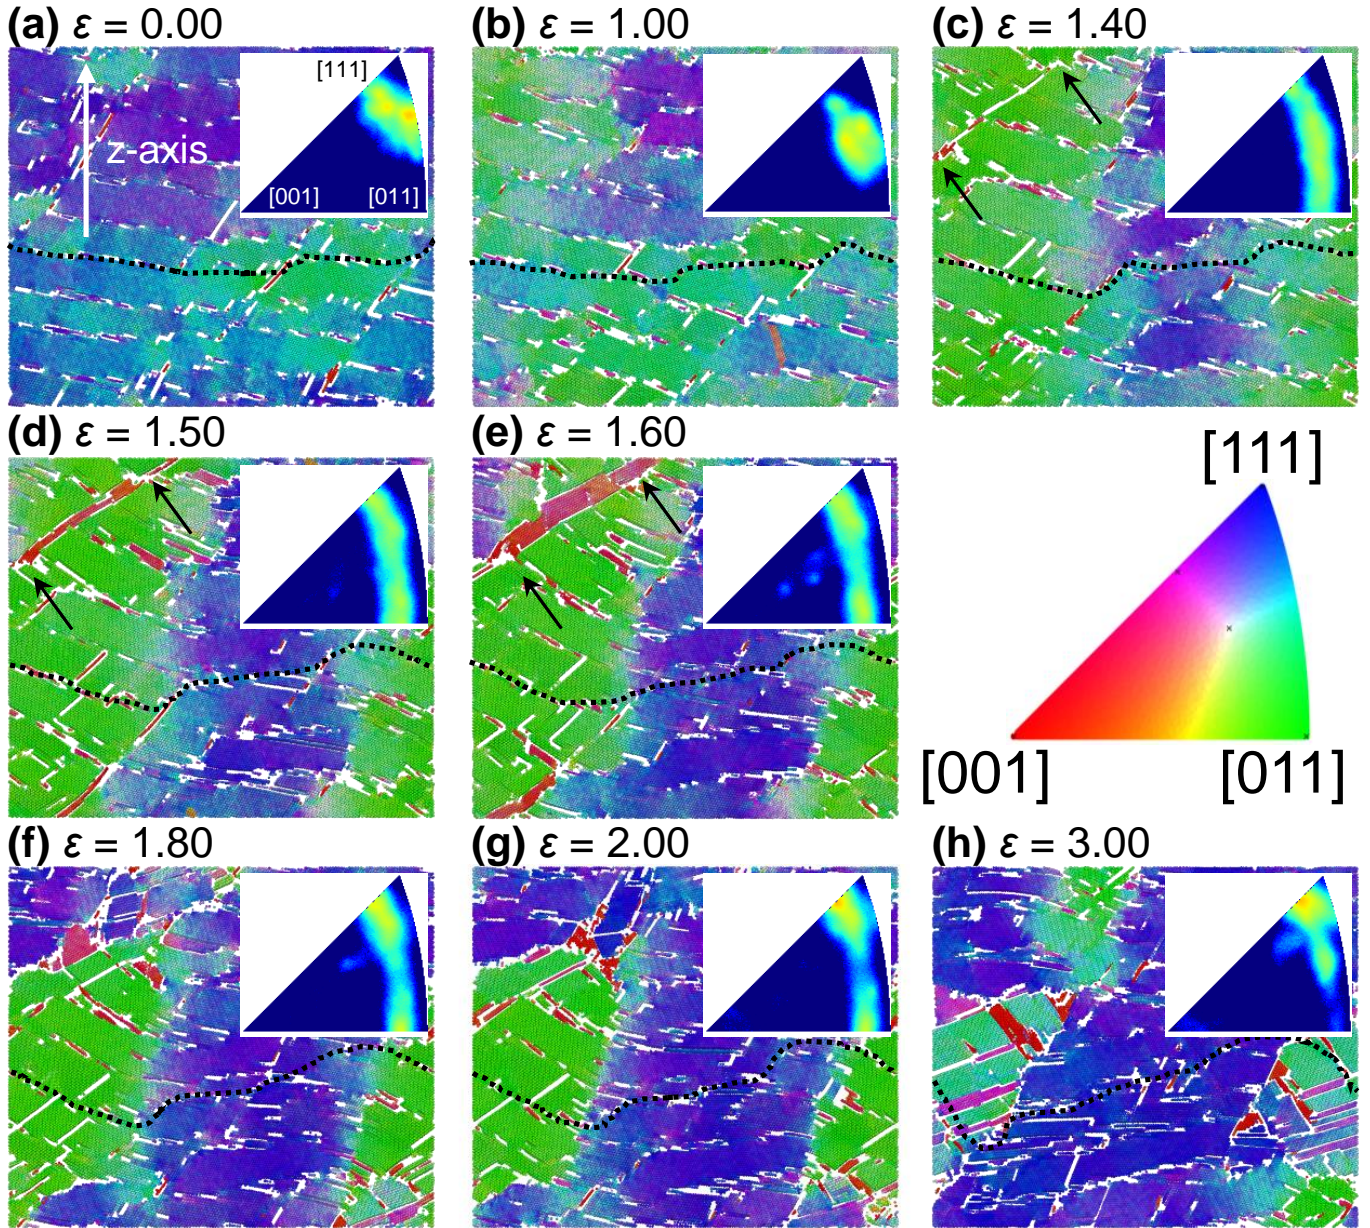 (a) ε = 0.00
(b) ε = 1.00
(c) ε = 1.40
[111]
z-axis
[001]
[011]
(d) ε = 1.50
(e) ε = 1.60
[111]
[001]
[011]
(f) ε = 1.80
(g) ε = 2.00
(h) ε = 3.00